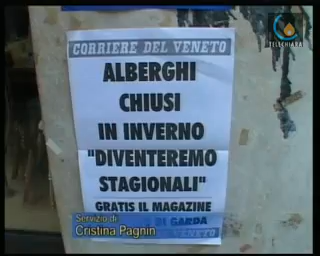 TELECHIARA
CORRIERE DEL VENETO
ALBERGHI
CHIUSI
IN INVERNO
"DIVENTEREMO
STAGIONALI"
GRATIS IL MAGAZINE
DI GARDA
VENETO
Servizio di
Cristina Pagnin